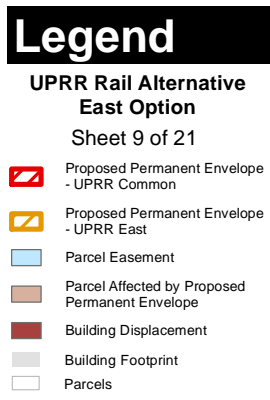 Legend
UPRR Rail Alternative
East Option
Sheet 9 of 21
Proposed Permanent Envelope
- UPRR Common
Proposed Permanent Envelope
- UPRR East
Parcel Easement
Parcel Affected by Proposed
Permanent Envelope
Building Displacement
Building Footprint
Parcels